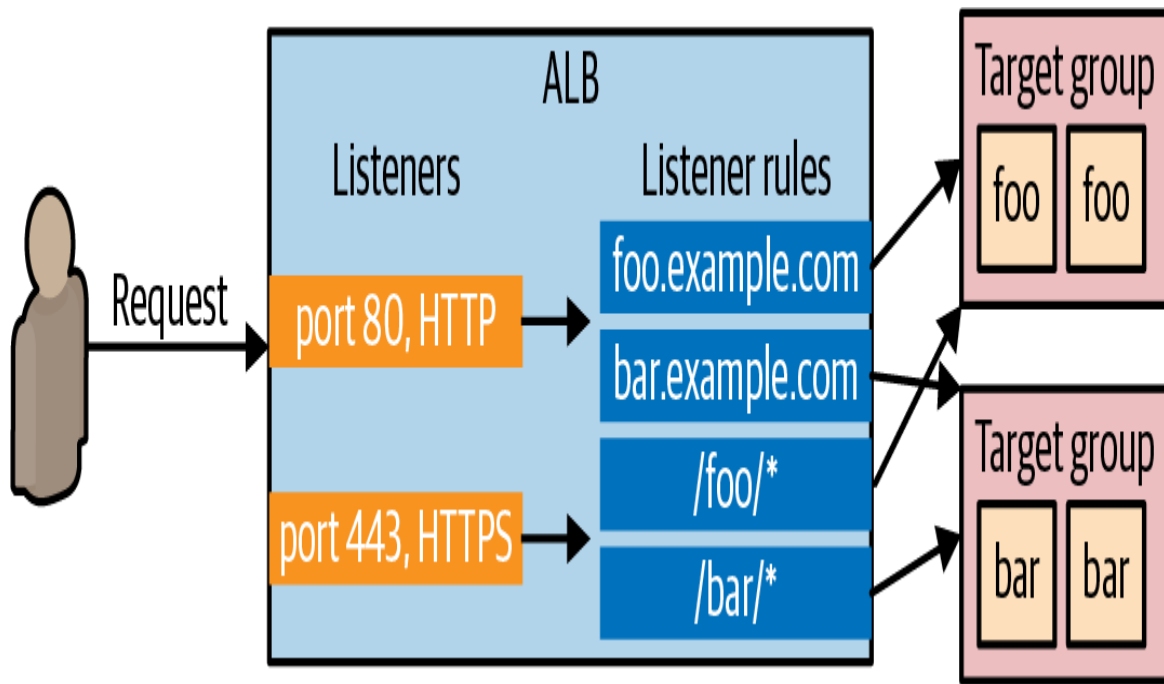 ALB
Listeners
Listener rules
Request
port 80, HTTP
port 443, HTTPS
foo.example.com
bar.example.com
/foo/*
/bar/*
Target group
foo foo
Target group
bar bar